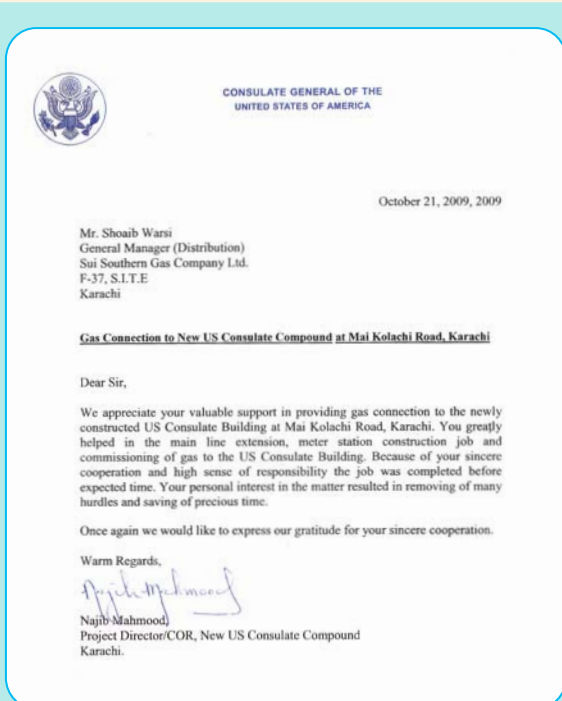 CONSULATE GENERAL OF THE
UNITED STATES OF AMERICA
October 21, 2009, 2009
Mr. Shoaib Warsi
General Manager (Distribution)
Sui Southern Gas Company Ltd.
F-37, S.I.T.E
Karachi
Gas Connection to New US Consulate Compound at Mai Kolachi Road, Karachi
Dear Sir,
We appreciate your valuable support in providing gas connection to the newly
constructed US Consulate Building at Mai Kolachi Road, Karachi. You greatly
helped in the main line extension, meter station construction job and
commissioning of gas to the US Consulate Building. Because of your sincere
cooperation and high sense of responsibility the job was completed before
expected time. Your personal interest in the matter resulted in removing of many
hurdles and saving of precious time.
Once again we would like to express our gratitude for your sincere cooperation.
Warm Regards,
Najib Mahmood
Najib Mahmood)
Project Director/COR, New US Consulate Compound
Karachi.